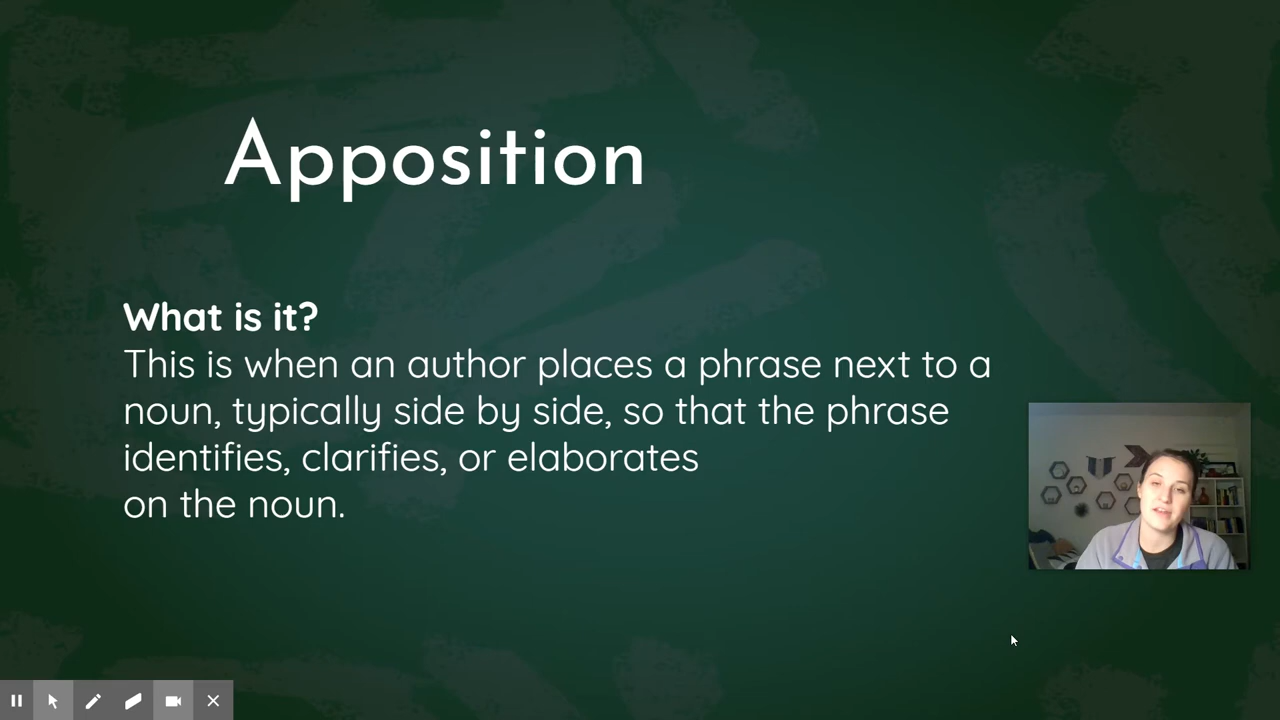 Apposition
What is it?
This is when an author places a phrase next to a
noun, typically side by side, so that the phrase
identifies, clarifies, or elaborates
on the noun.